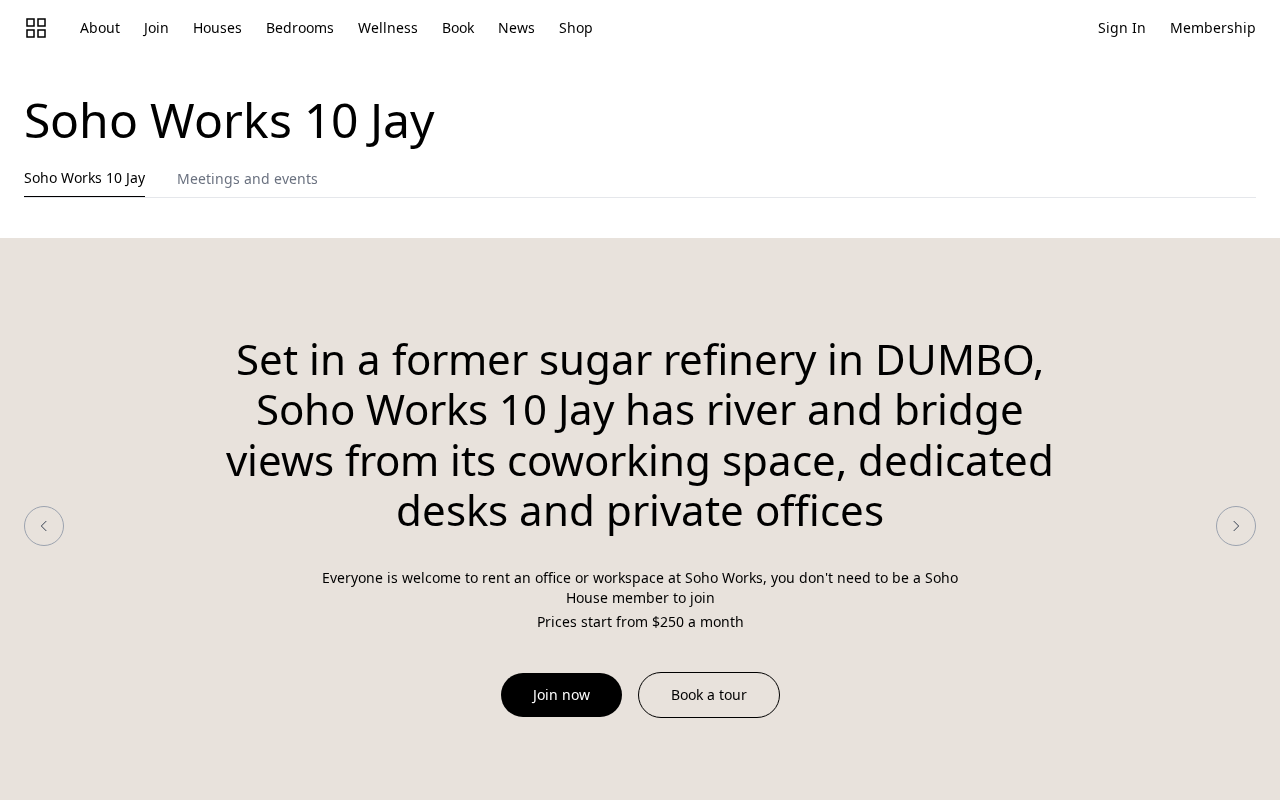 About Join Houses Bedrooms Wellness Book News Shop Sign In Membership
Soho Works 10 Jay
Soho Works 10 Jay Meetings and events
Set in a former sugar refinery in DUMBO,
Soho Works 10 Jay has river and bridge
views from its coworking space, dedicated
desks and private offices
Everyone is welcome to rent an office or workspace at Soho Works, you don't need to be a Soho
House member to join
Prices start from $250 a month
Join now Book a tour